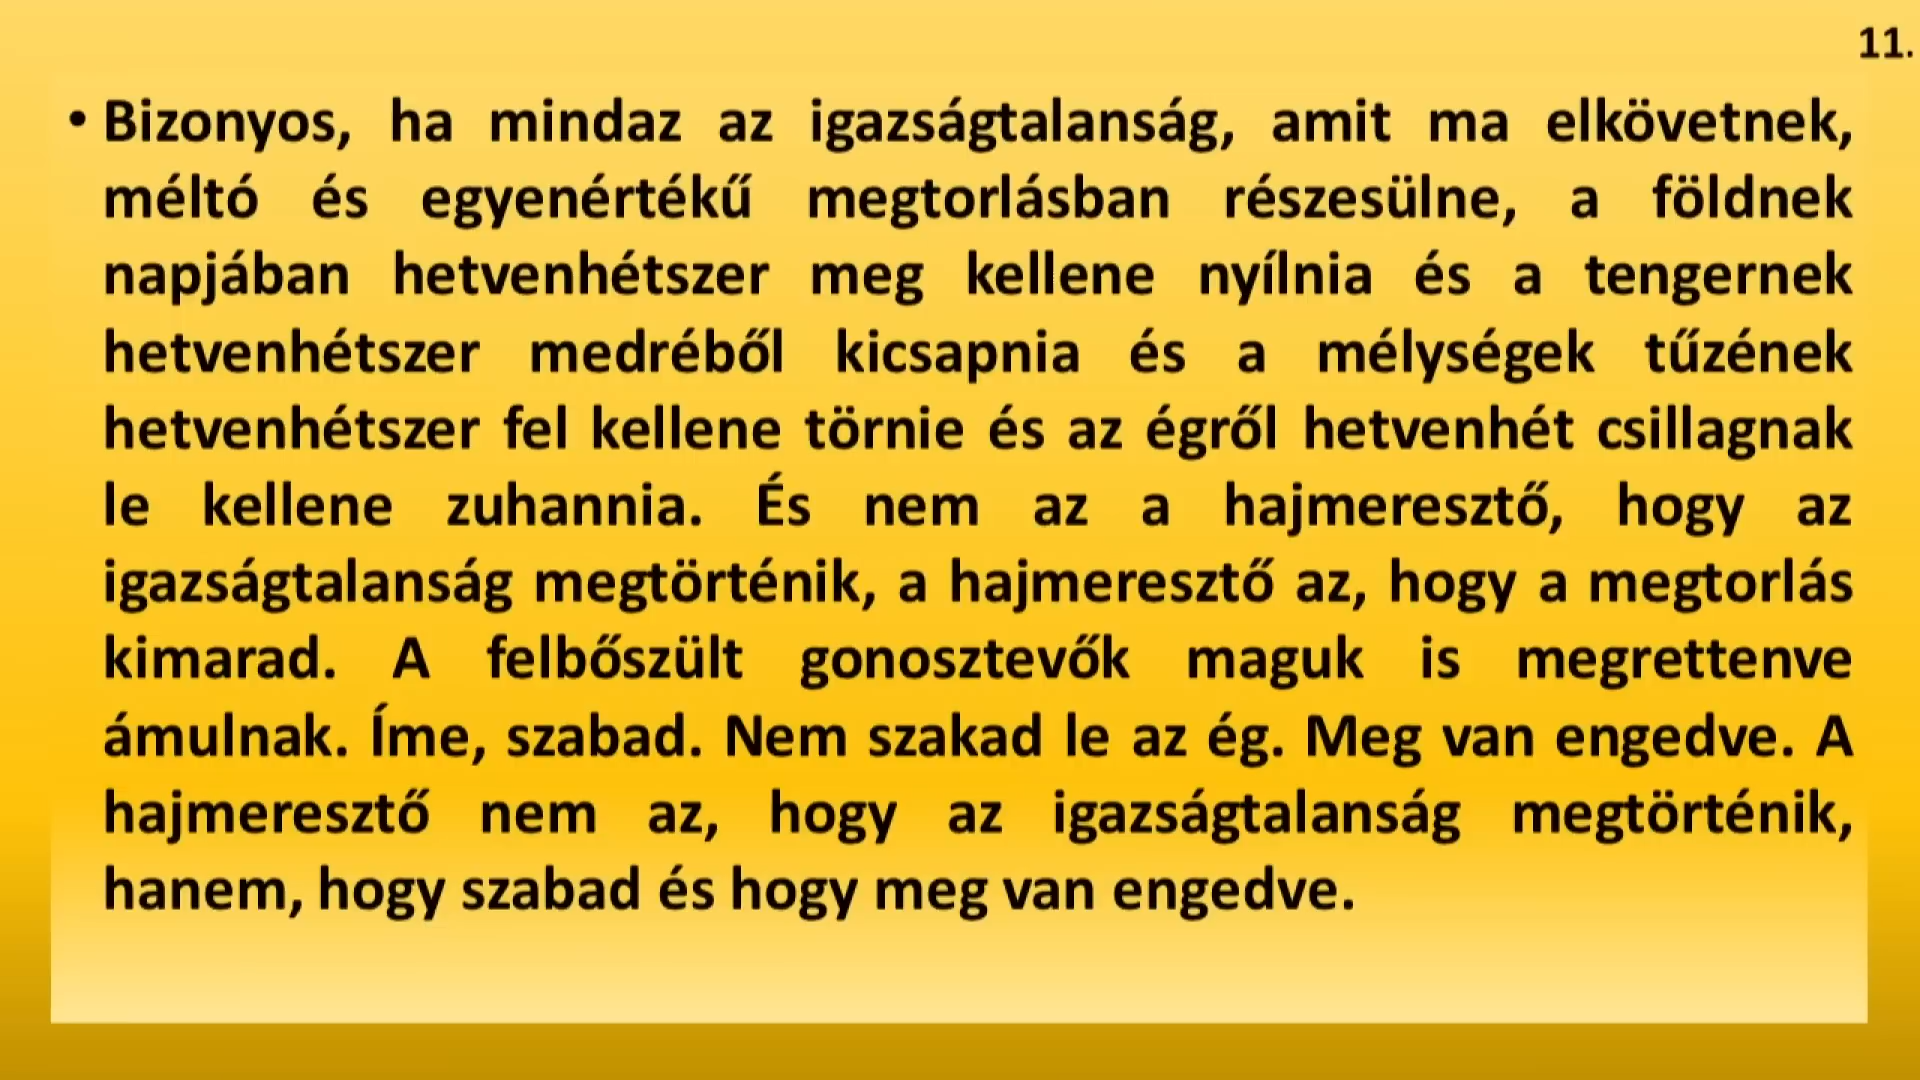 11.
• Bizonyos, ha mindaz az igazságtalanság, amit ma elkövetnek,
méltó és egyenértékű megtorlásban részesülne, a földnek
napjában hetvenhétszer meg kellene nyílnia és a tengernek
hetvenhétszer medréből kicsapnia és a mélységek tűzének
hetvenhétszer fel kellene törnie és az égről hetvenhét csillagnak
le kellene zuhannia. És nem az a hajmeresztő, hogy az
igazságtalanság megtörténik, a hajmeresztő az, hogy a megtorlás
kimarad. A felbőszült gonosztevők maguk is megrettenve
ámulnak. Íme, szabad. Nem szakad le az ég. Meg van engedve. A
hajmeresztő nem az, hogy az igazságtalanság megtörténik,
hanem, hogy szabad és hogy meg van engedve.